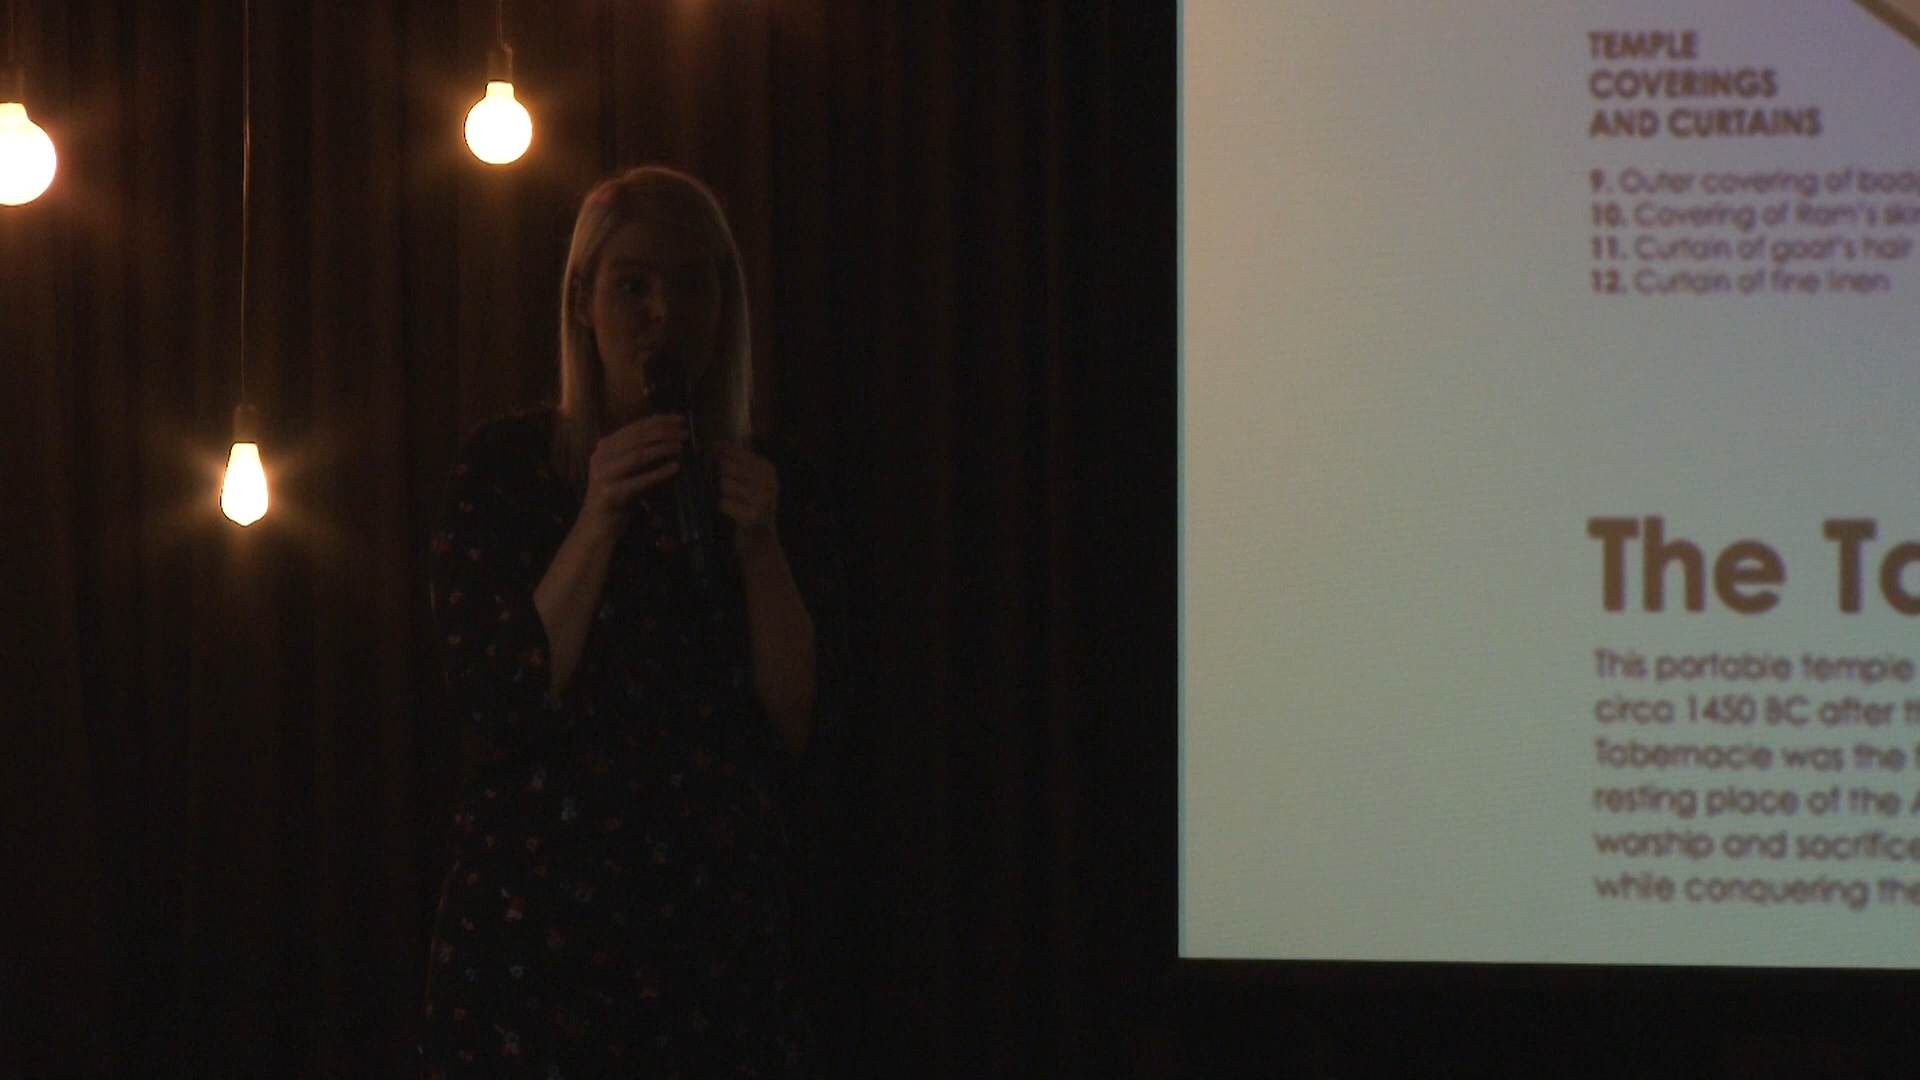 TEMPLE
COVERINGS
AND CURTAINS
9. Outer covering of
10. Covering of Ram's
11. Curtain of goat's hair
12. Curtain of fine linen
The
This portable temple
circa 1450 BC after
Tabernacle was the
resting place of the
worship and
while conquering the